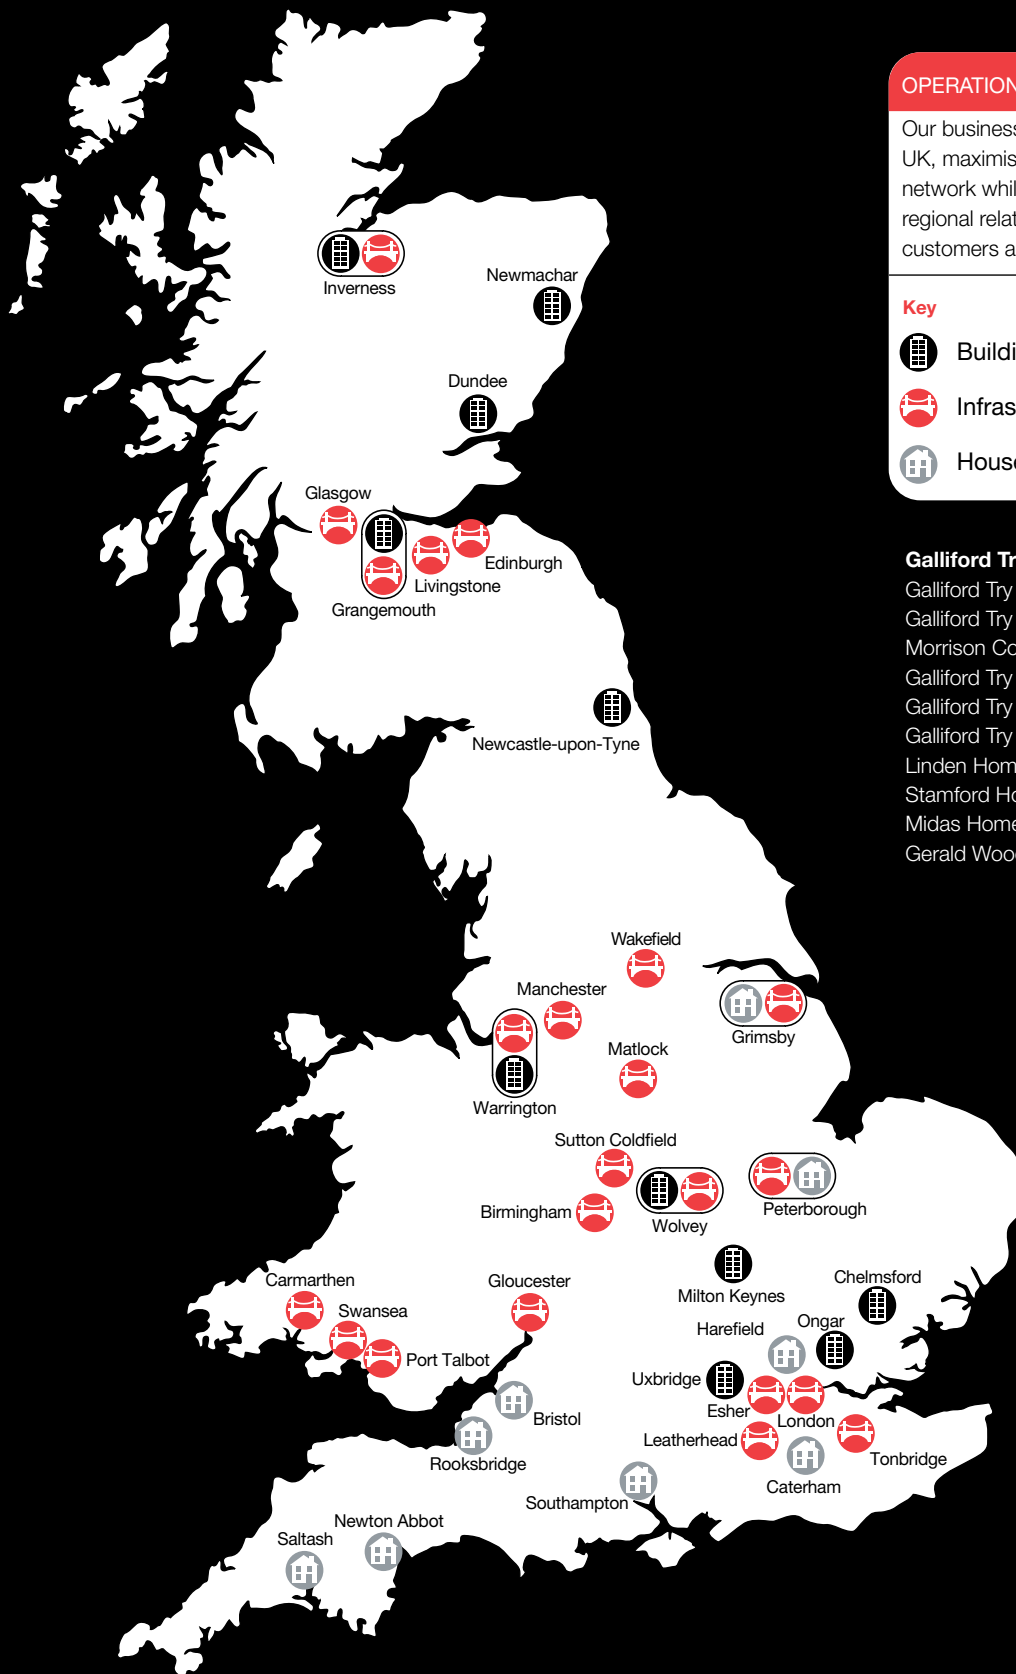 OPERATION
Our business
UK, maximis
network whil
regional relat
customers a
Key
Buildi
Infras
House
Galliford Tr
Galliford Try
Galliford Try
Morrison Co
Galliford Try
Galliford Try
Galliford Try
Linden Hom
Stamford Ho
Midas Home
Gerald Wood
Inverness
Newmachar
Dundee
Glasgow
Edinburgh
Livingstone
Grangemouth
Newcastle-upon-Tyne
Wakefield
Manchester
Grimsby
Matlock
Warrington
Sutton Coldfield
Birmingham
Wolvey
Peterborough
Carmarthen
Gloucester
Milton Keynes
Chelmsford
Swansea
Harefield
Ongar
Port Talbot
Uxbridge
Bristol
Esher
London
Leatherhead
Tonbridge
Rooksbridge
Caterham
Southampton
Newton Abbot
Saltash